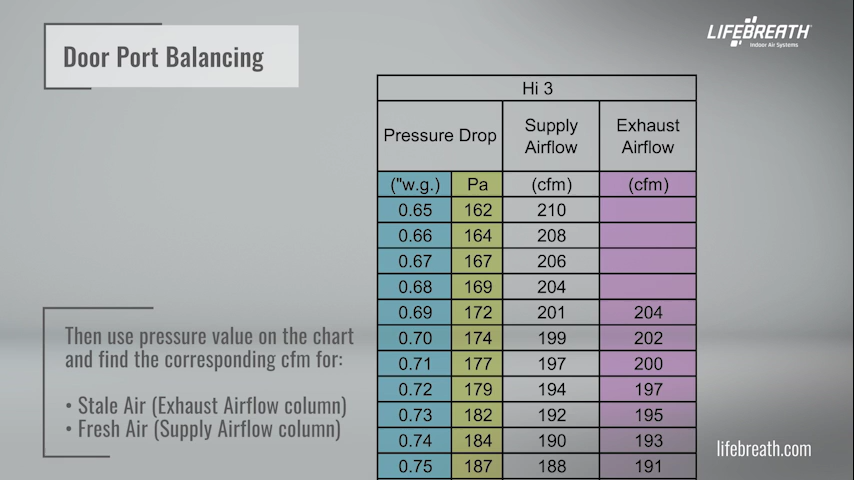 LIFEBREATH
Indoor Air Systems
Door Port Balancing
Hi 3
Pressure Drop Supply Airflow Exhaust Airflow
("w.g.) Pa (cfm) (cfm)
0.65 162 210
0.66 164 208
0.67 167 206
0.68 169 204
0.69 172 201 204
0.70 174 199 202
0.71 177 197 200
0.72 179 194 197
0.73 182 192 195
0.74 184 190 193
0.75 187 188 191
Then use pressure value on the chart
and find the corresponding cfm for:
• Stale Air (Exhaust Airflow column)
• Fresh Air (Supply Airflow column)
lifebreath.com